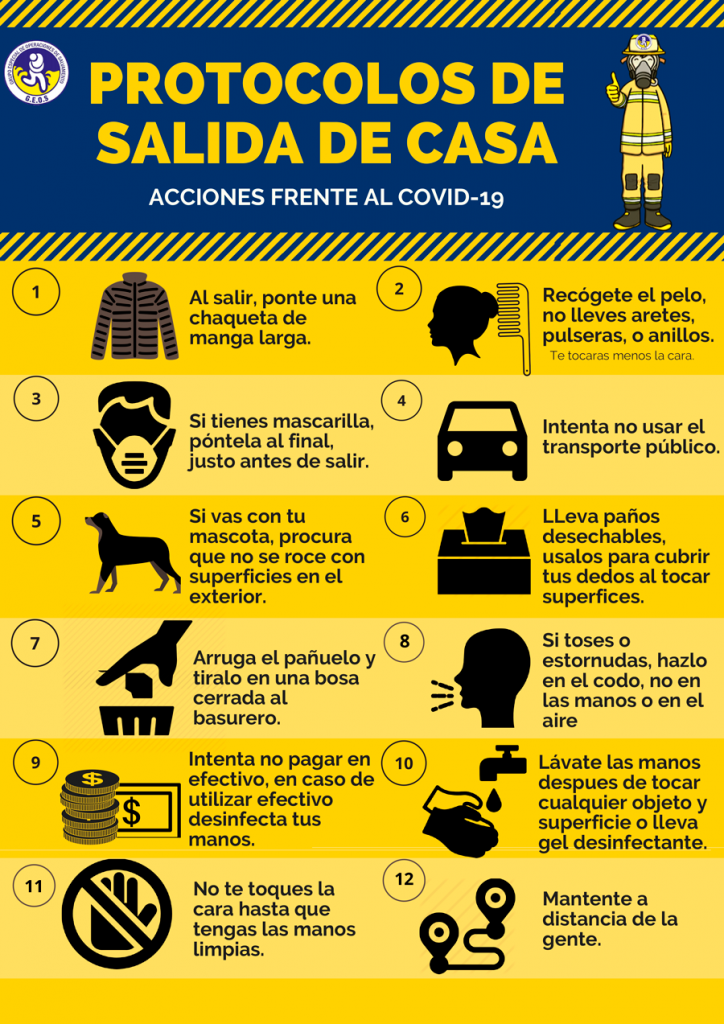 GRUPO ESPECIAL DE OPERACIONES DE SALVAMENTO
G.E.O.S
PROTOCOLOS DE
SALIDA DE CASA
ACCIONES FRENTE AL COVID-19
1
Al salir, ponte una
chaqueta de
manga larga.
2
Recógete el pelo,
no lleves aretes,
pulseras, o anillos.
Te tocaras menos la cara.
3
Si tienes mascarilla,
póntela al final,
justo antes de salir.
4
Intenta no usar el
transporte público.
5
Si vas con tu
mascota, procura
que no se roce con
superficies en el
exterior.
6
LLeva paños
desechables,
usalos para cubrir
tus dedos al tocar
superfices.
7
Arruga el pañuelo y
tiralo en una bosa
cerrada al
basurero.
8
Si toses o
estornudas, hazlo
en el codo, no en
las manos o en el
aire
9
Intenta no pagar en
efectivo, en caso de
utilizar efectivo
desinfecta tus
manos.
$
$
10
Lávate las manos
despues de tocar
cualquier objeto y
superficie o lleva
gel desinfectante.
11
No te toques la
cara hasta que
tengas las manos
limpias.
12
Mantente a
distancia de la
gente.